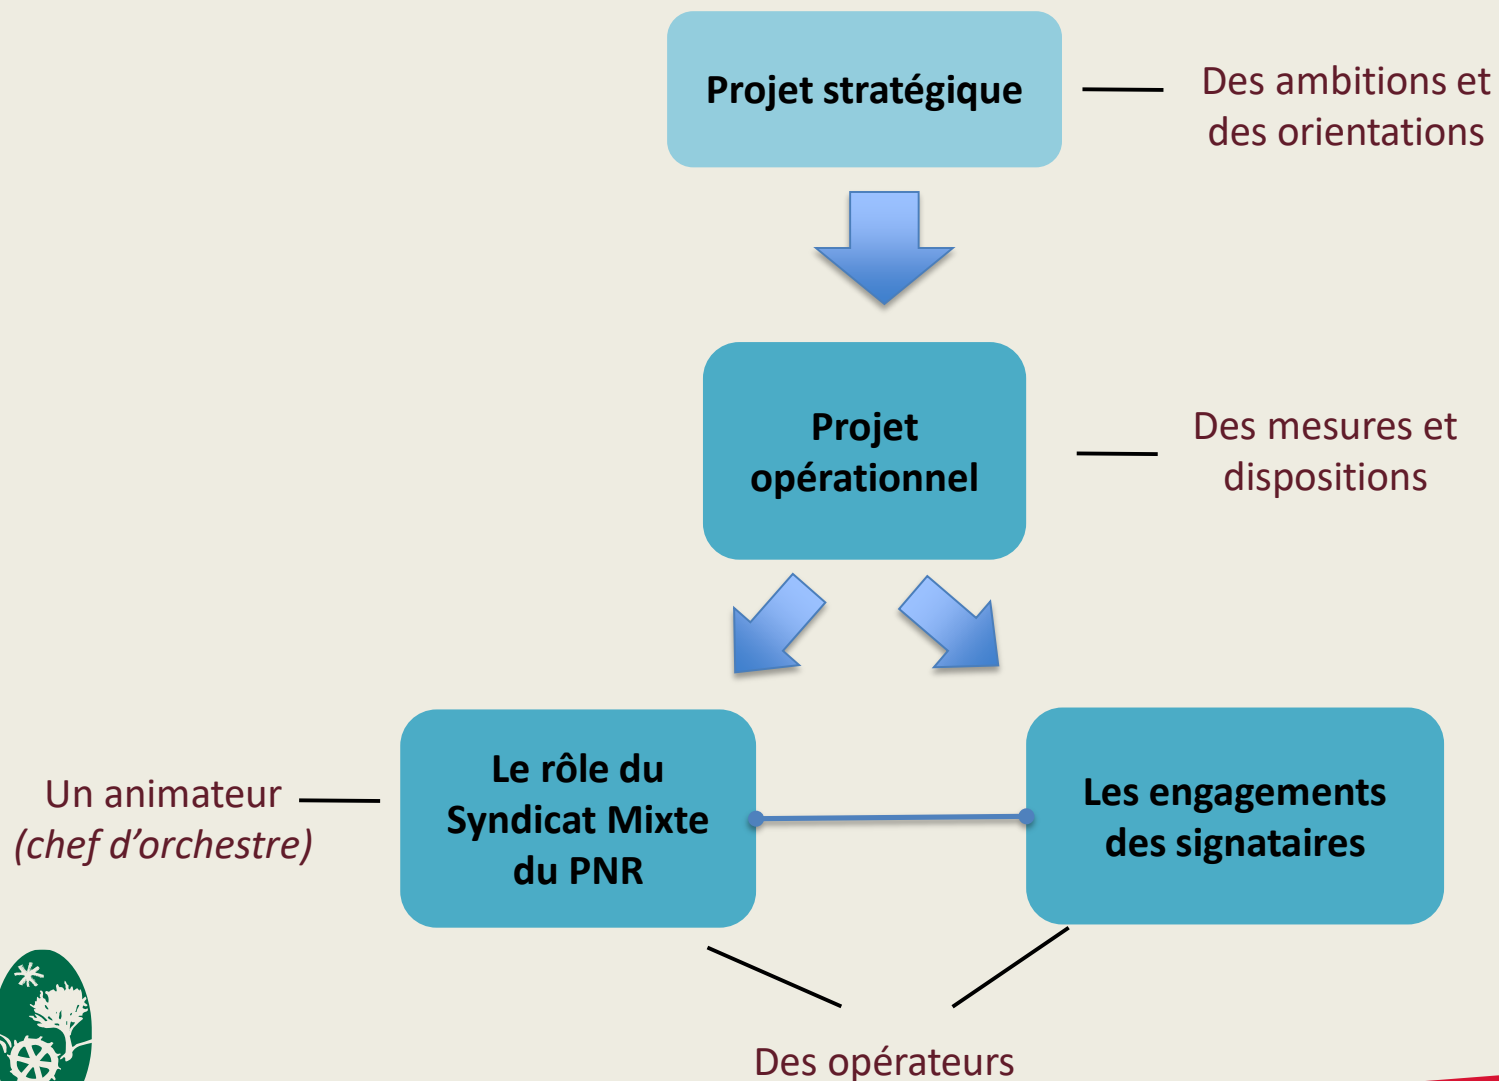 Projet stratégique
Des ambitions et
des orientations
Projet
opérationnel
Des mesures et
dispositions
Un animateur
(chef d’orchestre)
Le rôle du
Syndicat Mixte
du PNR
Les engagements
des signataires
Des opérateurs